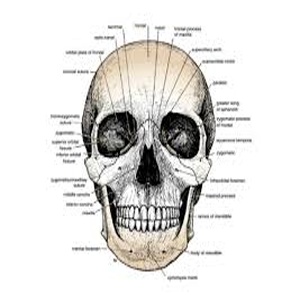 lacrimal
frontal
nasal
frontal process
of maxilla
optic canal
superciliary arch
orbital plate of frontal
supraorbital notch
coronal suture
parietal
greater wing
of sphenoid
frontozygomatic
suture
zygomatic process
of frontal
zygomatic
squamous temporal
superior orbital
fissure
zygomatic
inferior orbital
fissure
zygomaticomaxillary
suture
infraorbital foramen
middle concha
mastoid process
inferior concha
maxilla
ramus of mandible
mental foramen
body of mandible
symphysis menti